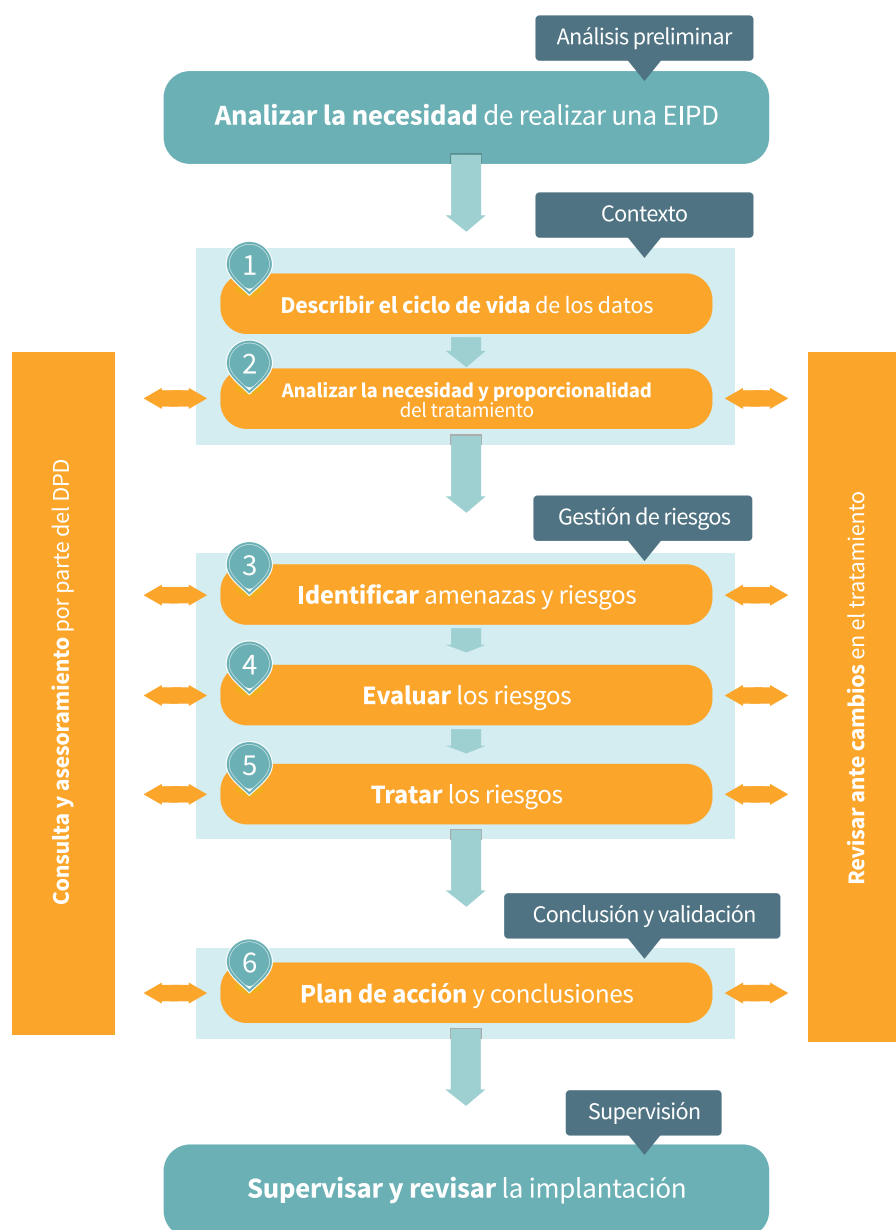 Análisis preliminar
Analizar la necesidad de realizar una EIPD
Contexto
1
Describir el ciclo de vida de los datos
2
Analizar la necesidad y proporcionalidad
del tratamiento
Gestión de riesgos
3
Identificar amenazas y riesgos
4
Evaluar los riesgos
5
Tratar los riesgos
Conclusión y validación
6
Plan de acción y conclusiones
Supervisión
Supervisar y revisar la implantación
Consulta y asesoramiento por parte del DPD
Revisar ante cambios en el tratamiento